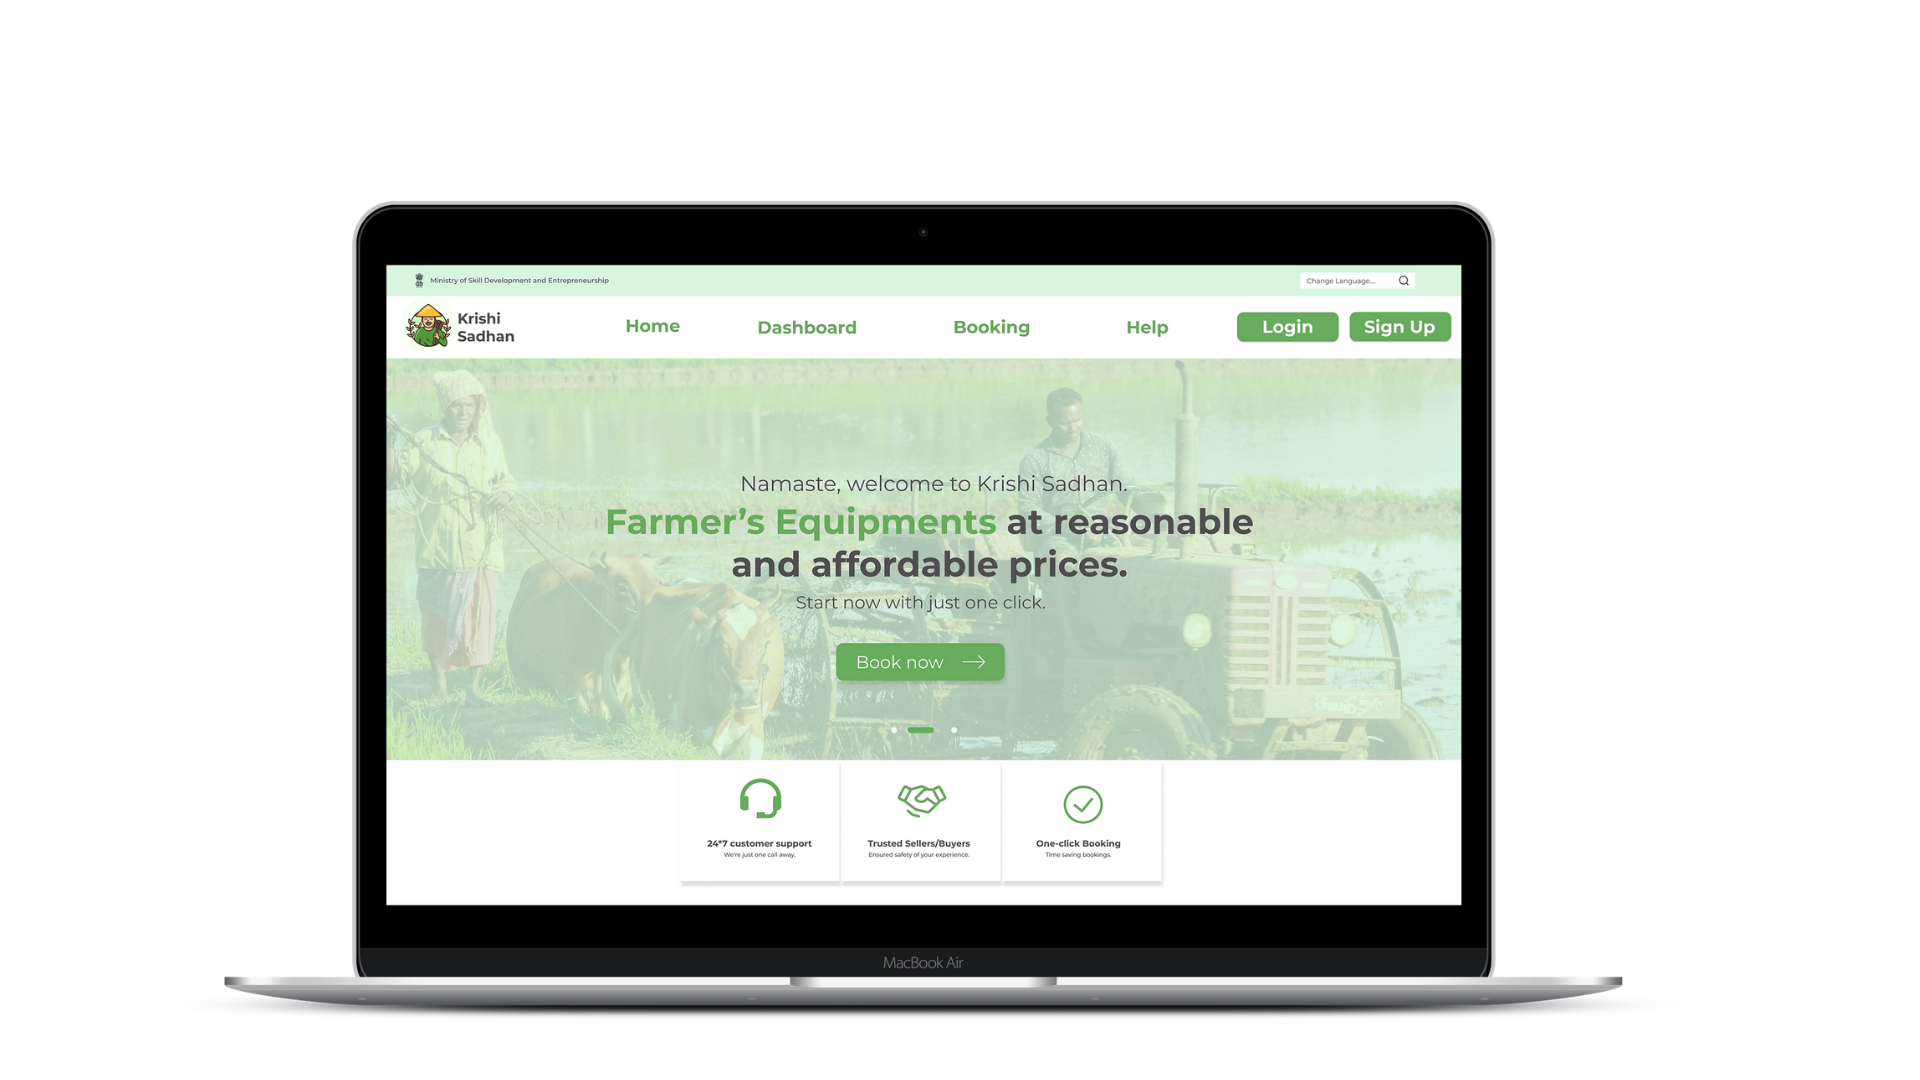 Ministry of Skill Development and Entrepreneurship
Change Language...
Krishi
Sadhan
Home
Dashboard
Booking
Help
Login
Sign Up
Namaste, welcome to Krishi Sadhan.
Farmer’s Equipments at reasonable
and affordable prices.
Start now with just one click.
Book now
24*7 customer support
We're just one call away.
Trusted Sellers/Buyers
Ensured safety of your experience.
One-click Booking
Time saving bookings.
MacBook Air